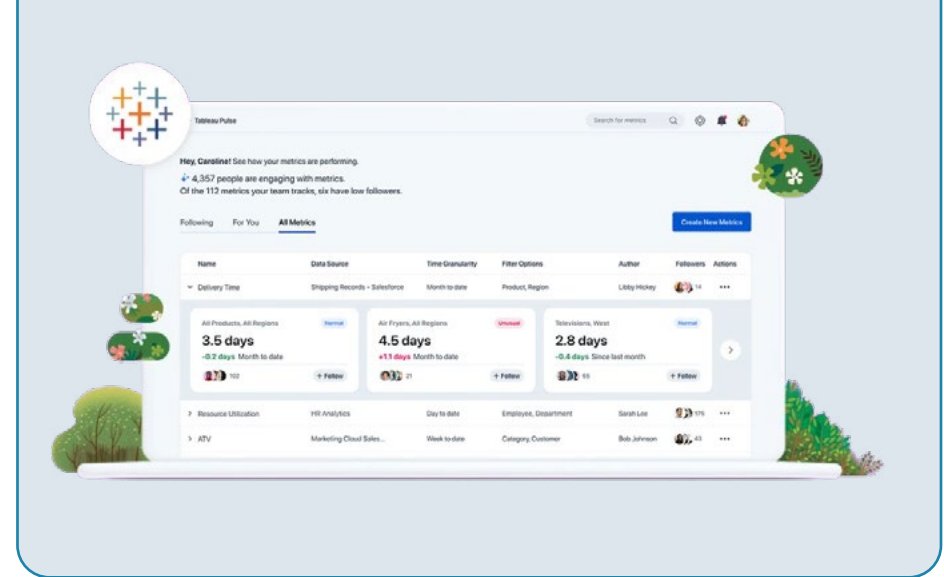 Tableau Pulse
Search for metrics
Hey, Caroline! See how your metrics are performing.
4,357 people are engaging with metrics.
Of the 112 metrics your team tracks, six have low followers.
Following For You All Metrics
Create New Metrics
Name Data Source Time Granularity Filter Options Author Followers Actions
Delivery Time Shipping Records - Salesforce Month to date Product, Region Libby Hickey 14
All Products, All Regions Normal
3.5 days
-0.2 days Month to date
102 + Follow
Air Fryers, All Regions Unusual
4.5 days
+1.1 days Month to date
21 + Follow
Televisions, West Normal
2.8 days
-0.4 days Since last month
+ Follow
Resource Utilization HR Analytics Day to date Employee, Department Sarah Lee 175
ATV Marketing Cloud Sales... Week to date Category, Customer Bob Johnson